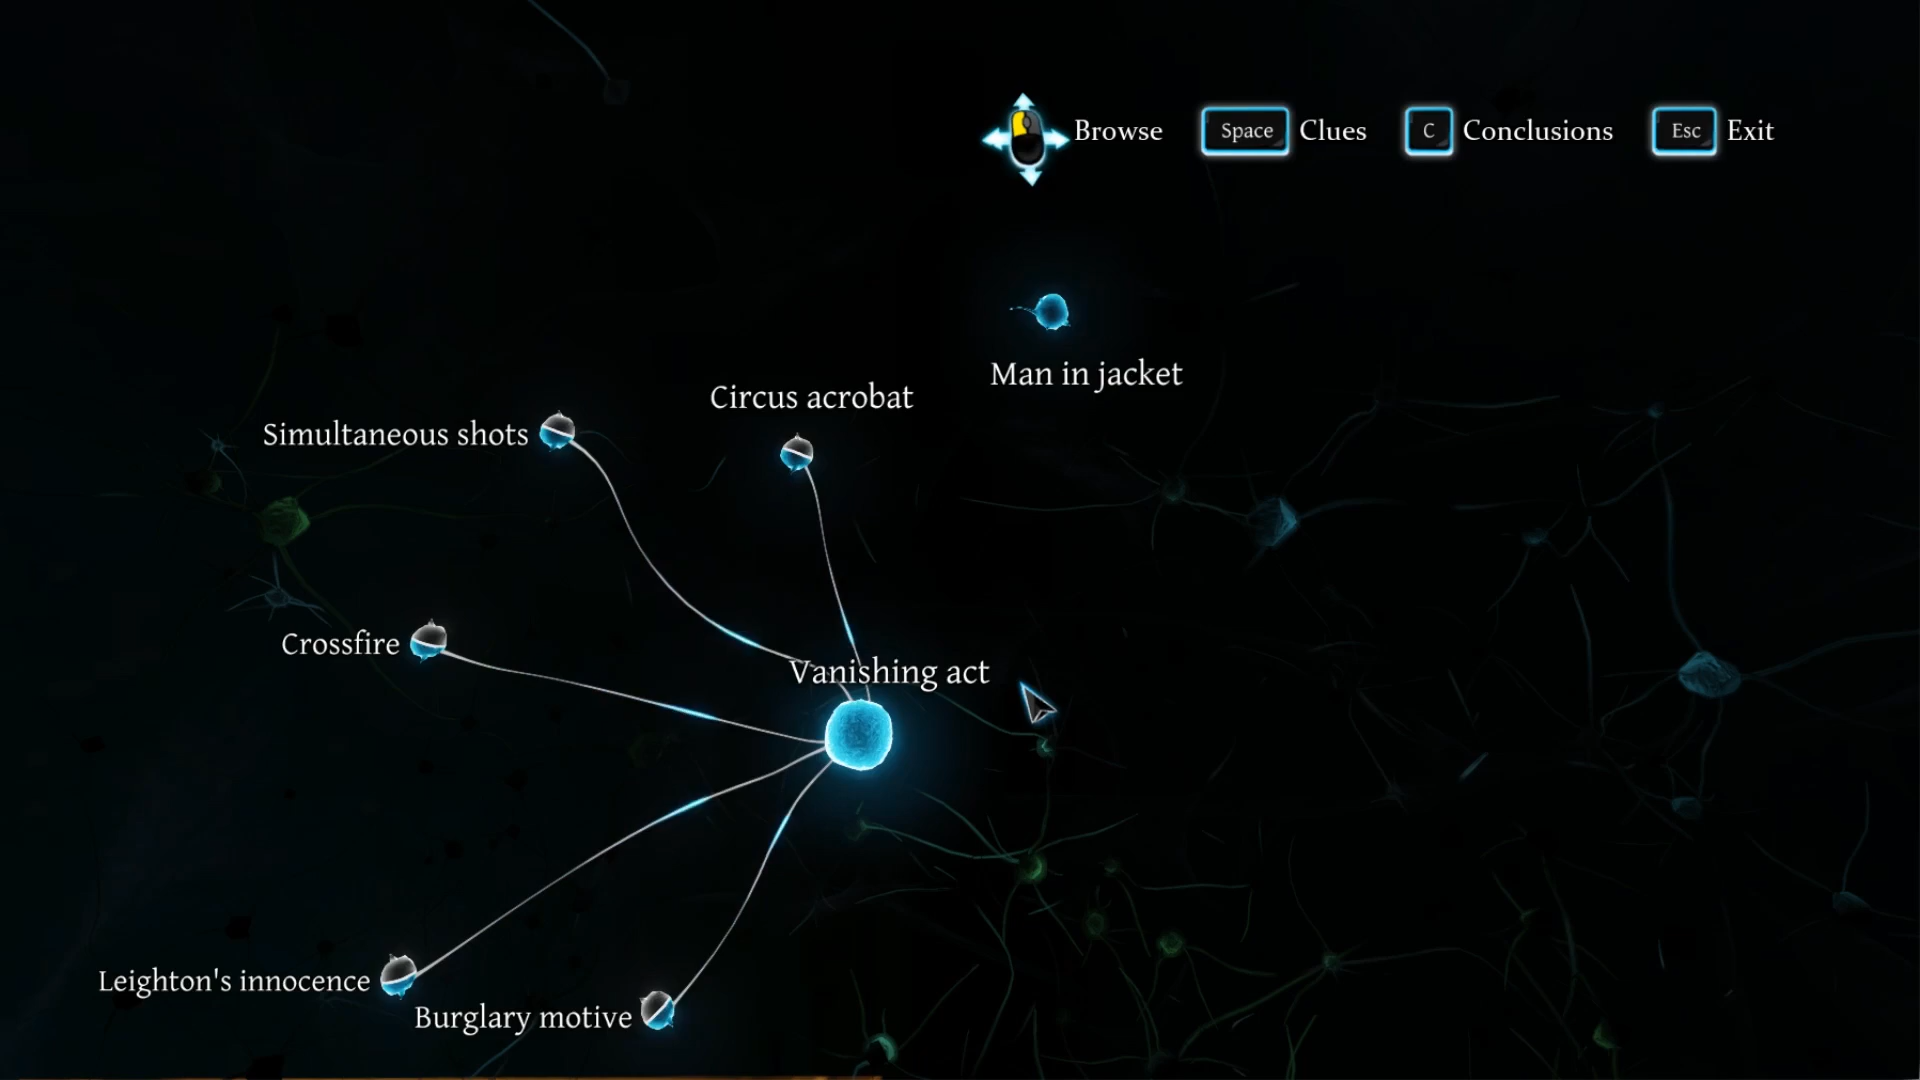 Browse
Space Clues
C Conclusions
Esc Exit
Man in jacket
Circus acrobat
Simultaneous shots
Crossfire
Vanishing act
Leighton's innocence
Burglary motive